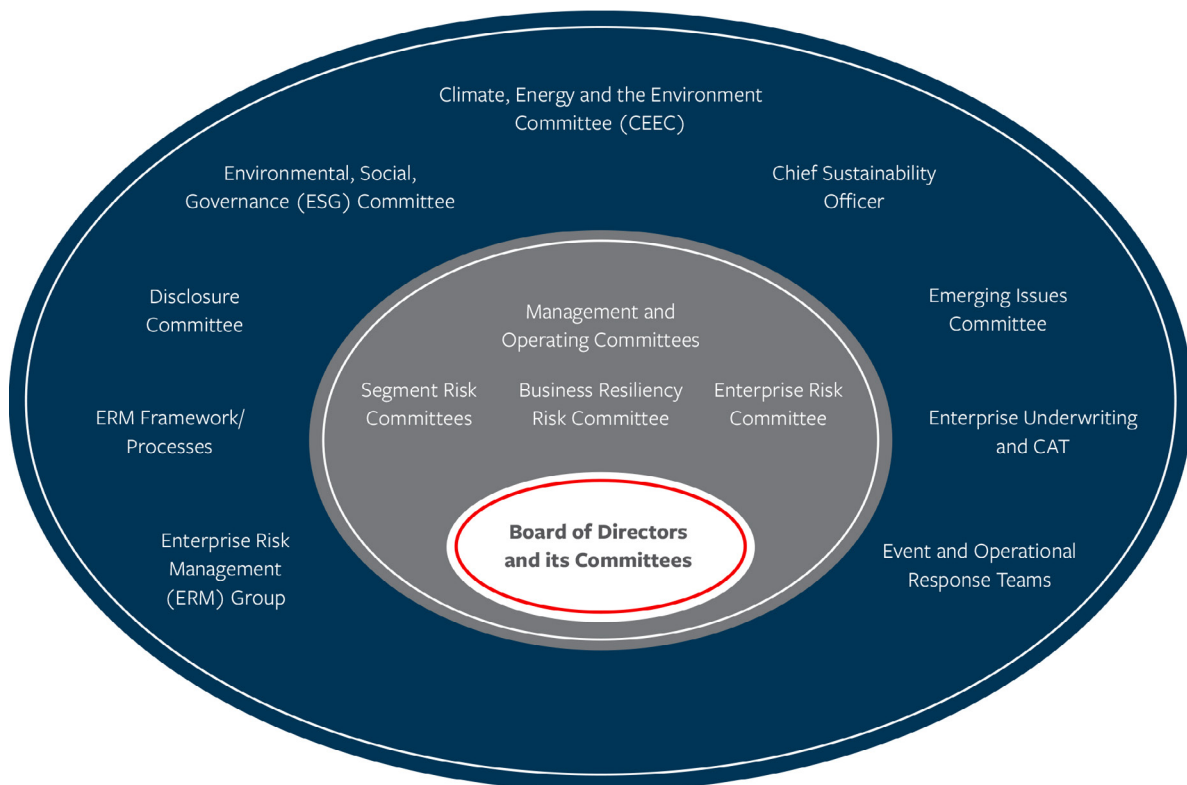 Climate, Energy and the Environment
Committee (CEEC)
Environmental, Social,
Governance (ESG) Committee
Chief Sustainability
Officer
Disclosure
Committee
Emerging Issues
Committee
Management and
Operating Committees
Segment Risk
Committees
Business Resiliency
Risk Committee
Enterprise Risk
Committee
ERM Framework/
Processes
Enterprise Underwriting
and CAT
Board of Directors
and its Committees
Enterprise Risk
Management
(ERM) Group
Event and Operational
Response Teams